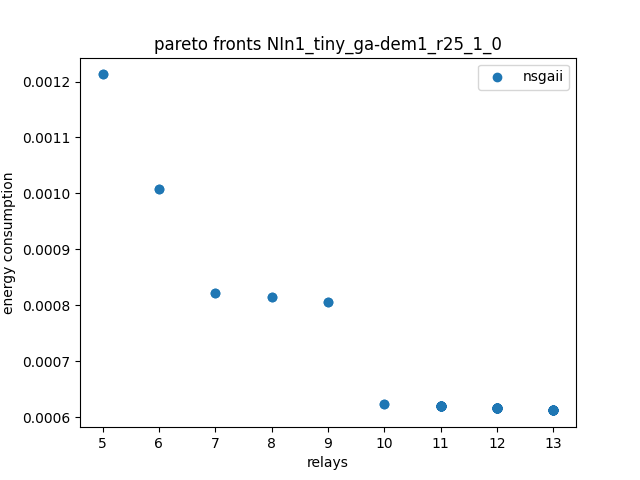 pareto fronts NIn1_tiny_ga-dem1_r25_1_0
nsgaii
energy consumption
0.0012
0.0011
0.0010
0.0009
0.0008
0.0007
0.0006
5 6 7 8 9 10 11 12 13
relays